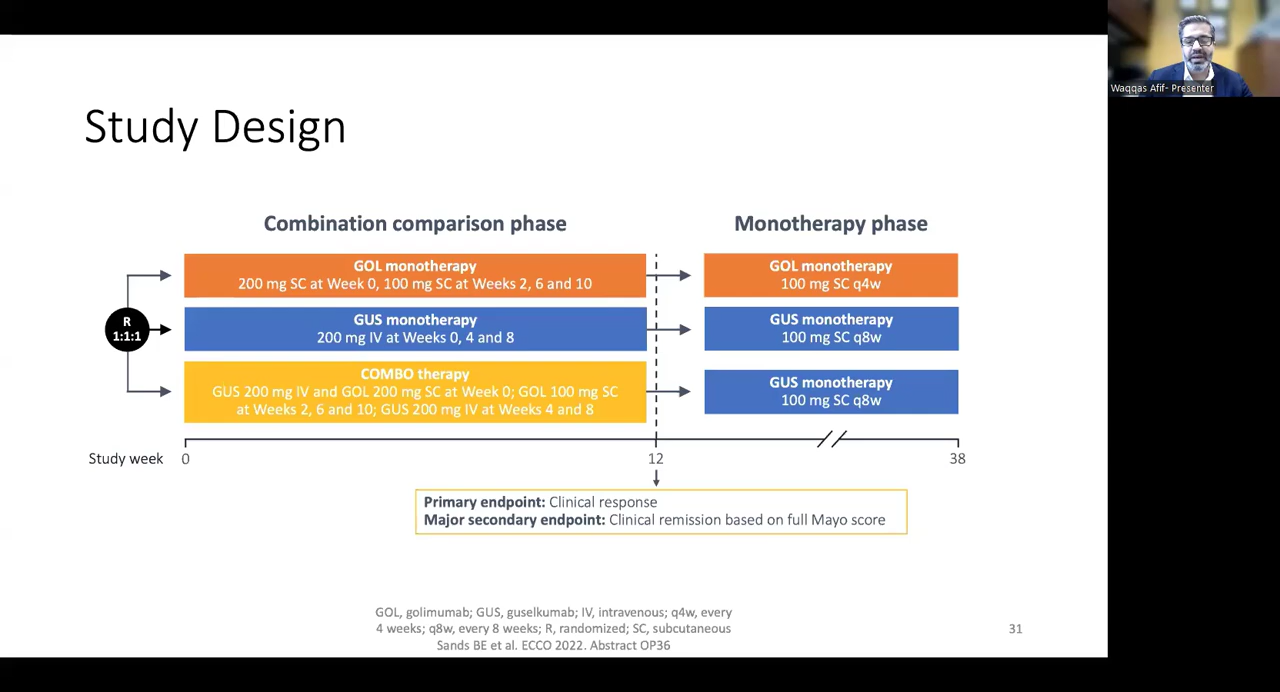 Waqqas Afif- Presenter
Study Design
Combination comparison phase
Monotherapy phase
R
1:1:1
GOL monotherapy
200 mg SC at Week 0, 100 mg SC at Weeks 2, 6 and 10
GOL monotherapy
100 mg SC q4w
GUS monotherapy
200 mg IV at Weeks 0, 4 and 8
GUS monotherapy
100 mg SC q8w
COMBO therapy
GUS 200 mg IV and GOL 200 mg SC at Week 0; GOL 100 mg SC
at Weeks 2, 6 and 10; GUS 200 mg IV at Weeks 4 and 8
GUS monotherapy
100 mg SC q8w
Study week 0 12 38
Primary endpoint: Clinical response
Major secondary endpoint: Clinical remission based on full Mayo score
GOL, golimumab; GUS, guselkumab; IV, intravenous; q4w, every
4 weeks; q8w, every 8 weeks; R, randomized; SC, subcutaneous
Sands BE et al. ECCO 2022. Abstract OP36
31